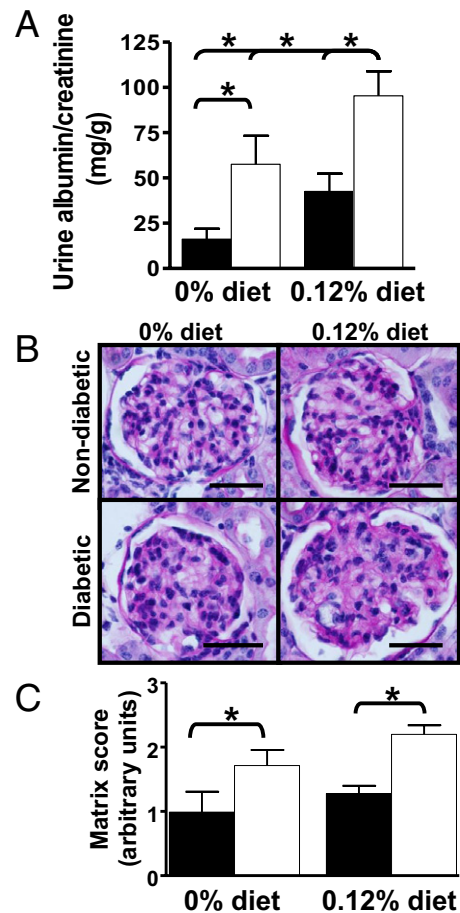 A
Urine albumin/creatinine
(mg/g)
125
100
75
50
25
0
* * *
*
0% diet 0.12% diet
B
0% diet 0.12% diet
Non-diabetic
Diabetic
C
Matrix score
(arbitrary units)
3
2
1
0
* *
0% diet 0.12% diet